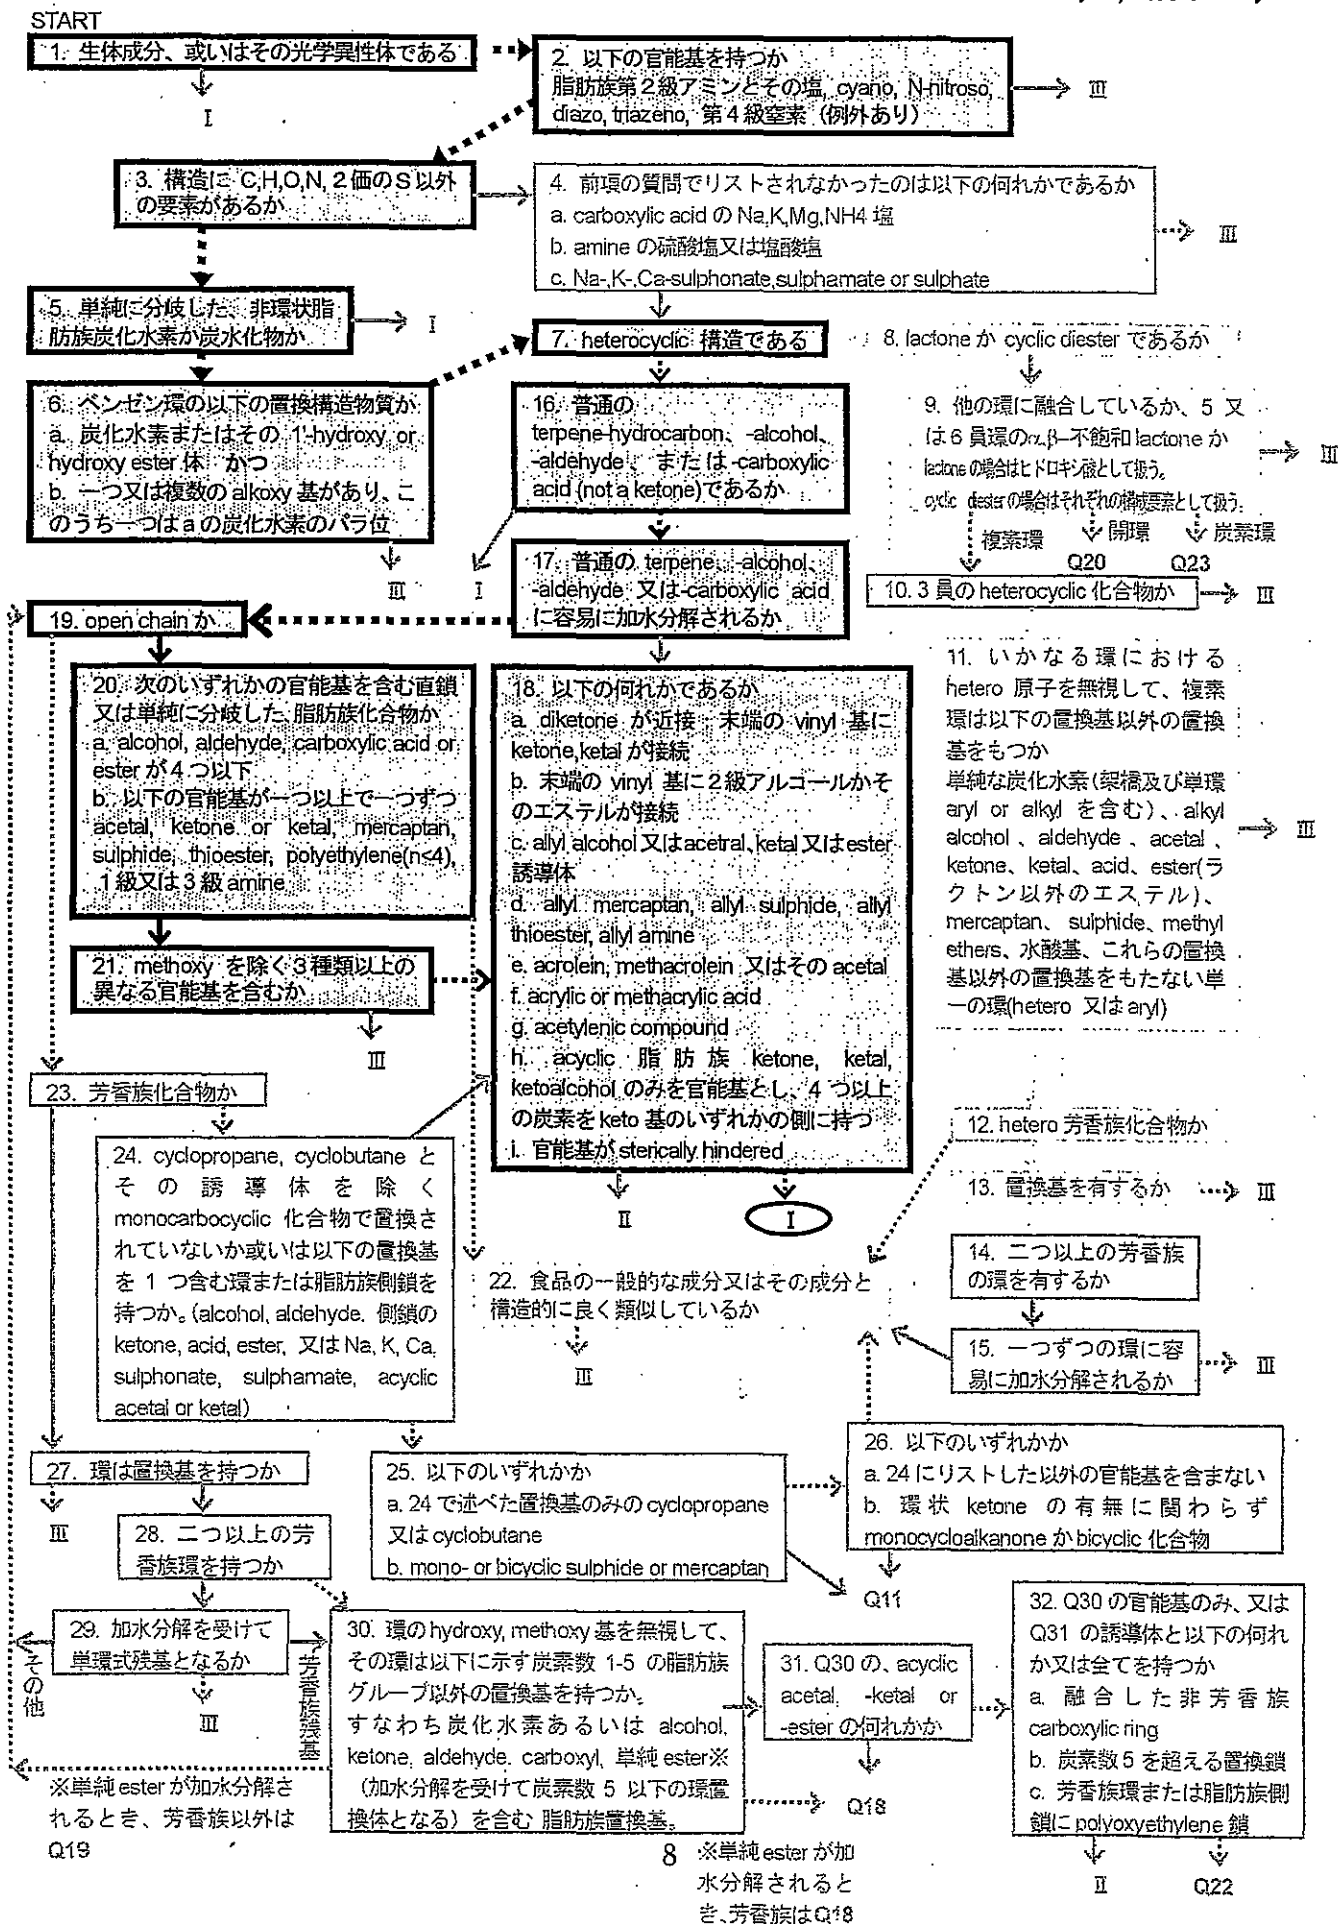 START
1. 生体成分、或いはその光学異性体である
I
2. 以下の官能基を持つか
脂肪族第2級アミンとその塩, cyano, N-nitroso,
diazo, triazeno, 第4級窒素（例外あり）
III
3. 構造に C,H,O,N, 2価のS以外
の要素があるか
4. 前項の質問でリストされなかったのは以下の何れかであるか
a. carboxylic acid の Na,K,Mg,NH4 塩
b. amine の硫酸塩又は塩酸塩
c. Na-,K-,Ca-sulphonate,sulphamate or sulphate
III
5. 単純に分岐した、非環状脂
肪族炭化水素か炭水化物か
I
6. ベンゼン環の以下の置換構造物質か
a. 炭化水素またはその 1'-hydroxy or
hydroxy ester 体 かつ
b. 一つ又は複数の alkoxy 基があり、こ
のうち一つは a の炭化水素のパラ位
III
7. heterocyclic 構造である
8. lactone か cyclic diester であるか
9. 他の環に融合しているか、5 又
は 6 員環のα,β-不飽和 lactone か
lactone の場合はヒドロキシ酸として扱う。
cyclic diester の場合はそれぞれの構成要素として扱う。
III
複素環
開環
炭素環
Q20
Q23
10. 3 員の heterocyclic 化合物か
III
16. 普通の
terpene-hydrocarbon、-alcohol、
-aldehyde、または-carboxylic
acid (not a ketone)であるか
I
17. 普通の terpene、-alcohol、
-aldehyde 又は-carboxylic acid
に容易に加水分解されるか
19. open chain か
11. いかなる環における
hetero 原子を無視して、複素
環は以下の置換基以外の置換
基をもつか
単純な炭化水素(架橋及び単環
aryl or alkyl を含む)、alkyl
alcohol、aldehyde、acetal、
ketone、ketal、acid、ester(ラ
クトン以外のエステル)、
mercaptan、sulphide、methyl
ethers、水酸基、これらの置換
基以外の置換基をもたない単
一の環(hetero 又は aryl)
III
20. 次のいずれかの官能基を含む直鎖
又は単純に分岐した、脂肪族化合物か
a. alcohol, aldehyde, carboxylic acid or
ester が 4 つ以下
b. 以下の官能基が一つ以上で一つずつ
acetal, ketone or ketal, mercaptan,
sulphide, thioester, polyethylene(n<4),
1 級又は 3 級 amine
18. 以下の何れかであるか
a. diketone が近接 末端の vinyl 基に
ketone,ketal が接続
b. 末端の vinyl 基に 2 級アルコールかそ
のエステルが接続
c. allyl alcohol 又は acetral, ketal 又は ester
誘導体
d. allyl mercaptan, allyl sulphide, allyl
thioester, allyl amine
e. acrolein, methacrolein 又はその acetal
f. acrylic or methacrylic acid
g. acetylenic compound
h. acyclic 脂肪族 ketone, ketal,
ketoalcohol のみを官能基とし、4 つ以上
の炭素を keto 基のいずれかの側に持つ
i. 官能基が sterically hindered
II
I
21. methoxy を除く 3 種類以上の
異なる官能基を含むか
III
23. 芳香族化合物か
24. cyclopropane, cyclobutane と
その誘導体を除く
monocarbocyclic 化合物で置換さ
れていないか或いは以下の置換基
を 1 つ含む環または脂肪族側鎖を
持つか。(alcohol, aldehyde. 側鎖の
ketone, acid, ester, 又は Na, K, Ca,
sulphonate, sulphamate, acyclic
acetal or ketal)
22. 食品の一般的な成分又はその成分と
構造的に良く類似しているか
III
12. hetero 芳香族化合物か
13. 置換基を有するか
III
14. 二つ以上の芳香族
の環を有するか
15. 一つずつの環に容
易に加水分解されるか
III
27. 環は置換基を持つか
III
28. 二つ以上の芳
香族環を持つか
25. 以下のいずれかか
a. 24 で述べた置換基のみの cyclopropane
又は cyclobutane
b. mono- or bicyclic sulphide or mercaptan
26. 以下のいずれかか
a. 24 にリストした以外の官能基を含まない
b. 環状 ketone の有無に関わらず
monocycloalkanone か bicyclic 化合物
Q11
29. 加水分解を受けて
単環式残基となるか
その他
III
芳香族残基
30. 環の hydroxy, methoxy 基を無視して、
その環は以下に示す炭素数 1-5 の脂肪族
グループ以外の置換基を持つか。
すなわち炭化水素あるいは alcohol,
ketone, aldehyde. carboxyl, 単純 ester※
（加水分解を受けて炭素数 5 以下の環置
換体となる）を含む 脂肪族置換基。
31. Q30 の、acyclic
acetal, -ketal or
-ester の何れかか
Q18
32. Q30 の官能基のみ、又は
Q31 の誘導体と以下の何れ
か又は全てを持つか
a. 融合した非芳香族
carboxylic ring
b. 炭素数 5 を超える置換鎖
c. 芳香族環または脂肪族側
鎖に polyoxyethylene 鎖
II
Q22
※単純 ester が加水分解さ
れるとき、芳香族以外は
Q19
8
※単純 ester が加
水分解されると
き、芳香族は Q18